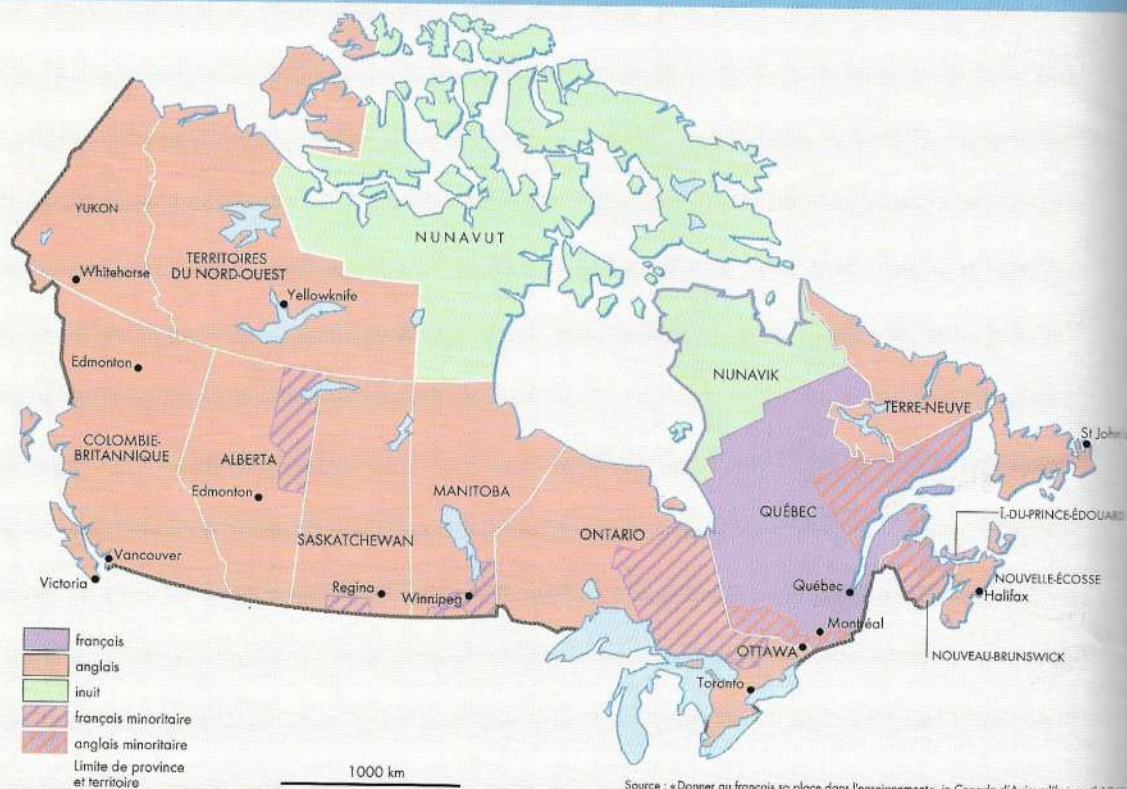 YUKON
Whitehorse
TERRITOIRES
DU NORD-OUEST
Yellowknife
NUNAVUT
Edmonton
COLOMBIE-
BRITANNIQUE
ALBERTA
Edmonton
SASKATCHEWAN
MANITOBA
ONTARIO
NUNAVIK
TERRE-NEUVE
QUÉBEC
Î.-DU-PRINCE-ÉDOUARD
NOUVELLE-ÉCOSSE
Halifax
NOUVEAU-BRUNSWICK
Vancouver
Victoria
Regina
Winnipeg
Québec
Montréal
OTTAWA
Toronto
français
anglais
inuit
français minoritaire
anglais minoritaire
Limite de province
et territoire
1000 km
St John
Source : « Donner au français sa place dans l'enseignement», in Canada d'Aujourd'hui